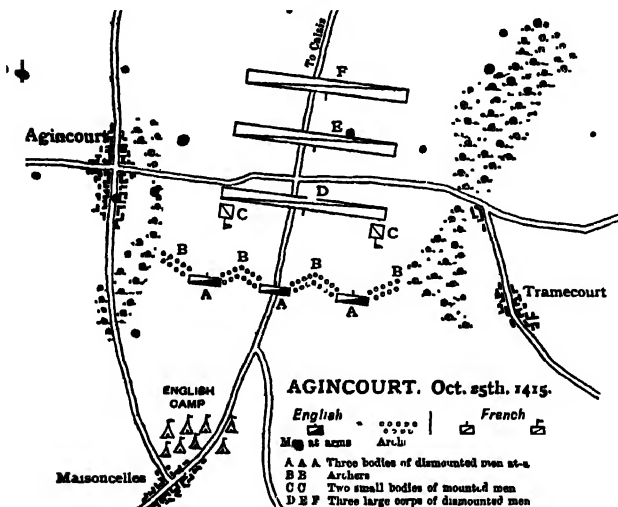 To Calais
F
Agincourt
E
D
C
C
B
B
B
B
A
A
A
Tramecourt
ENGLISH
CAMP
Maisoncelles
AGINCOURT. Oct. 25th. 1415.
English
French
at arms
A A A Three bodies of dismounted men
B B Archers
C C Two small bodies of mounted men
D E F Three large corps of dismounted men